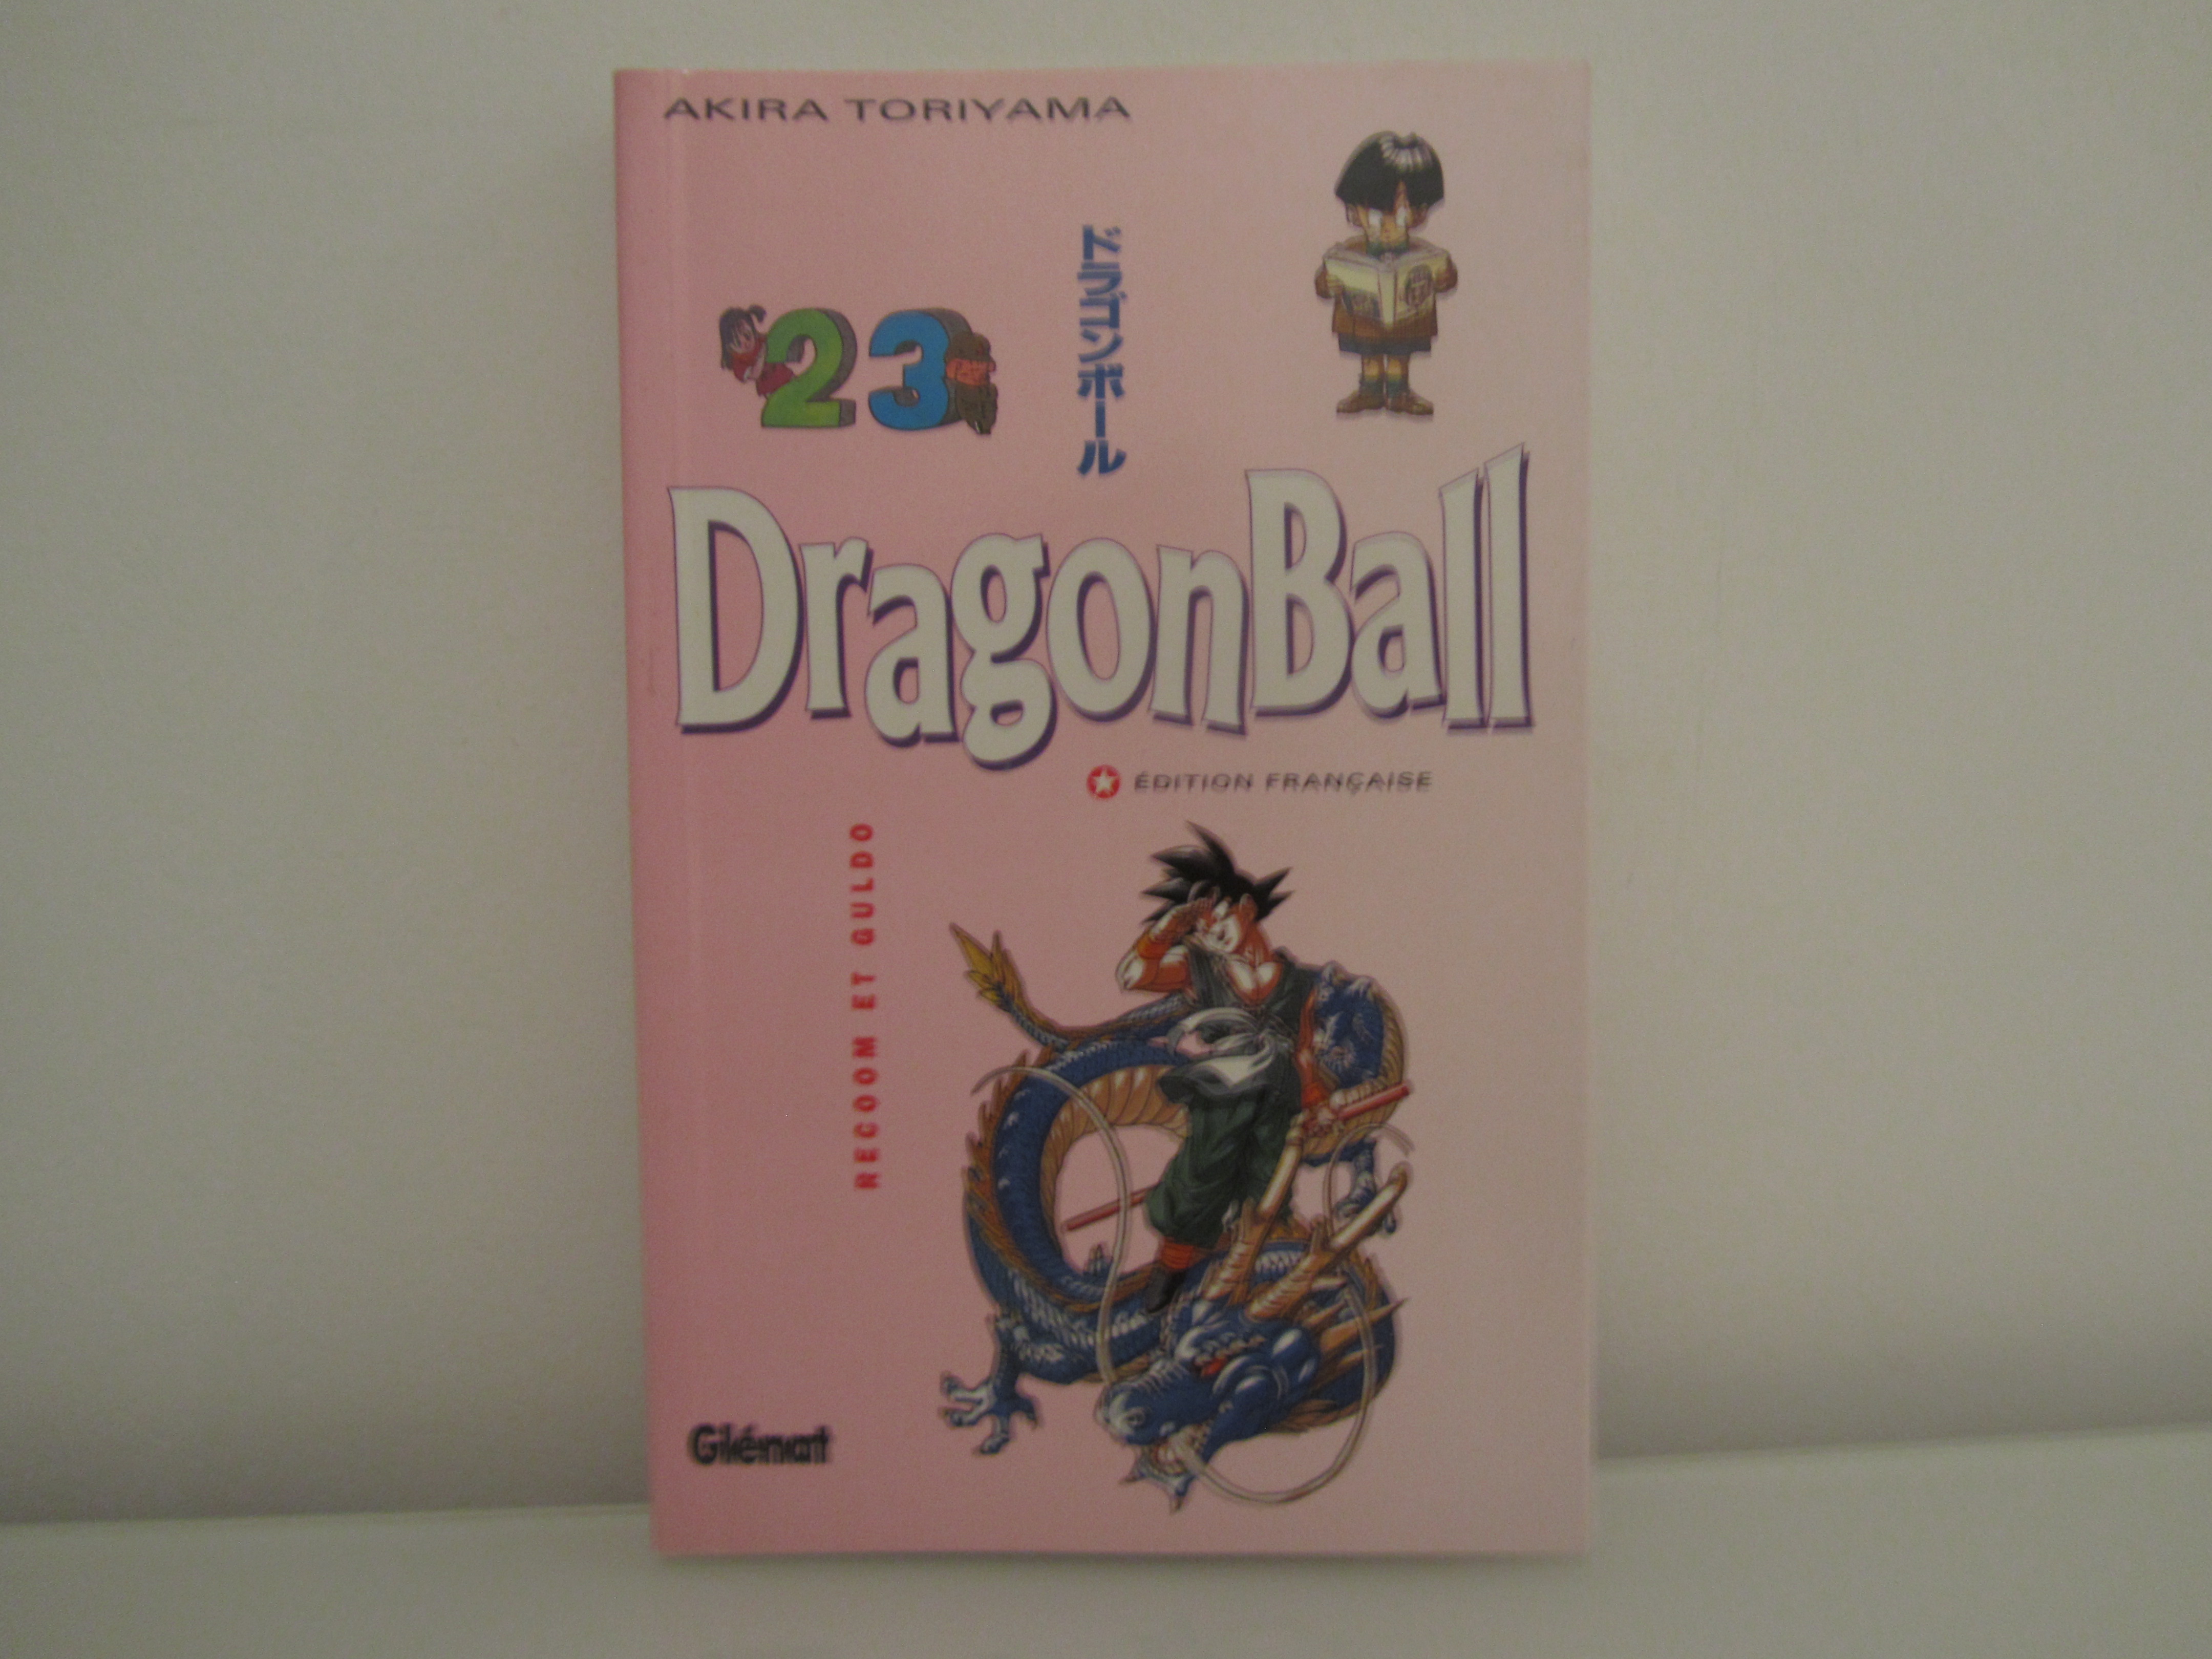 AKIRA TORIYAMA
23
ドラゴンボール
DragonBall
ÉDITION FRANÇAISE
RECOOM ET GULDO
Glénat